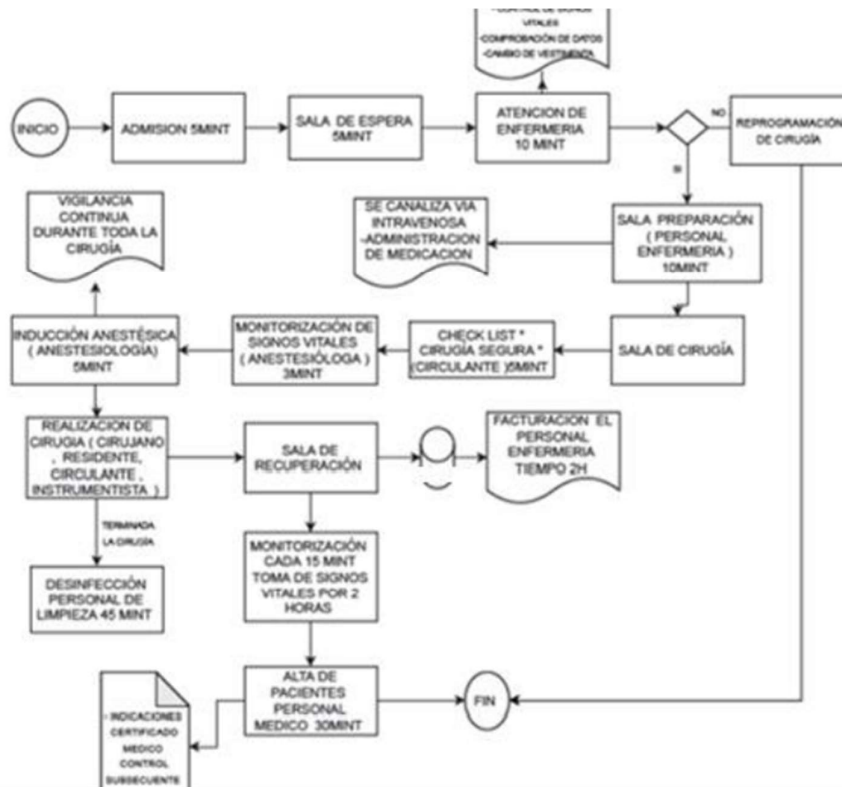 -CONTROL DE SIGNOS
VITALES
-COMPROBACIÓN DE DATOS
-CAMBIO DE VESTIMENTA
INICIO
ADMISION 5MINT
SALA DE ESPERA
5MINT
ATENCION DE
ENFERMERIA
10 MINT
NO
REPROGRAMACIÓN
DE CIRUGÍA
SI
VIGILANCIA
CONTINUA
DURANTE TODA LA
CIRUGÍA
SE CANALIZA VIA
INTRAVENOSA
-ADMINISTRACION
DE MEDICACION
SALA PREPARACIÓN
( PERSONAL
ENFERMERIA )
10MINT
INDUCCIÓN ANESTÉSICA
( ANESTESIOLOGÍA)
5MINT
MONITORIZACIÓN DE
SIGNOS VITALES
( ANESTESIÓLOGA )
3MINT
CHECK LIST "
CIRUGÍA SEGURA "
(CIRCULANTE )5MINT
SALA DE CIRUGÍA
REALIZACION DE
CIRUGIA ( CIRUJANO
, RESIDENTE,
CIRCULANTE ,
INSTRUMENTISTA )
SALA DE
RECUPERACIÓN
FACTURACION EL
PERSONAL
ENFERMERIA
TIEMPO 2H
TERMINADA
LA CIRUGÍA
DESINFECCIÓN
PERSONAL DE
LIMPIEZA 45 MINT
MONITORIZACIÓN
CADA 15 MINT
TOMA DE SIGNOS
VITALES POR 2
HORAS
ALTA DE
PACIENTES
PERSONAL
MEDICO 30MINT
FIN
- INDICACIONES
CERTIFICADO
MEDICO
CONTROL
SUBSECUENTE